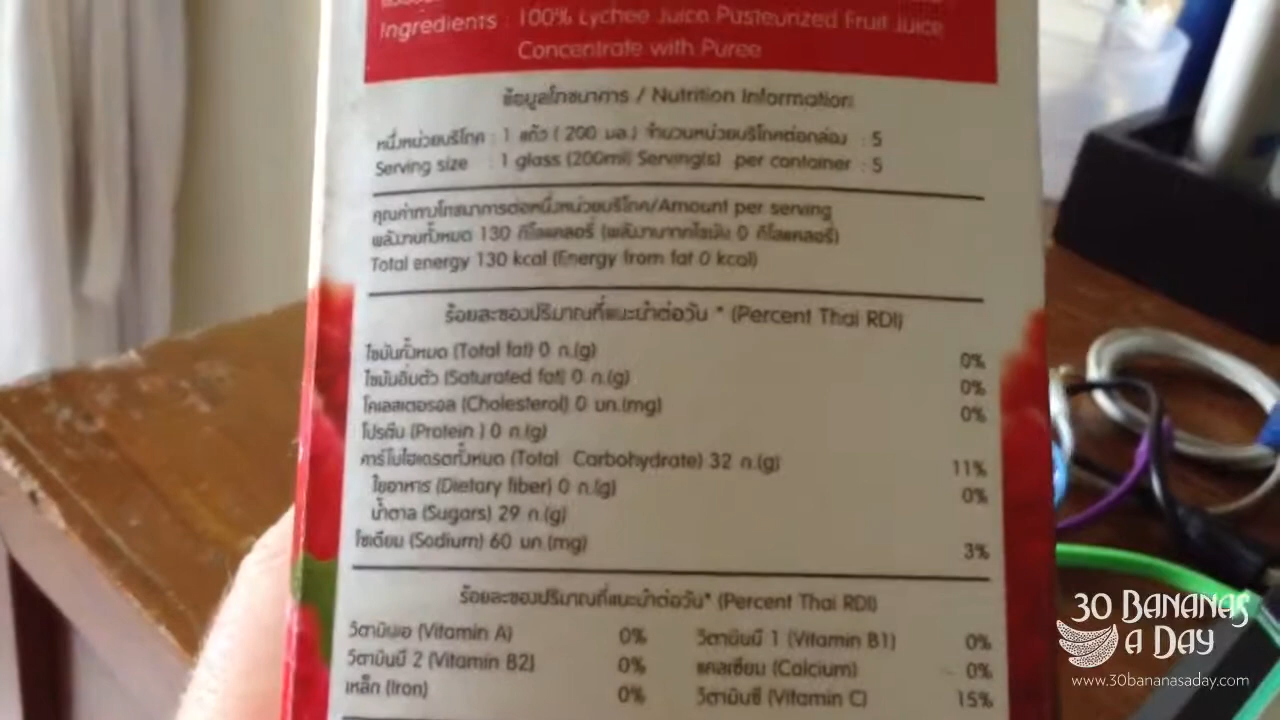 Ingredients : 100% Lychee Juice Pasteurized Fruit Juice
Concentrate with Puree
ข้อมูลโภชนาการ / Nutrition Information
หนึ่งหน่วยบริโภค : 1 แก้ว ( 200 มล.) จำนวนหน่วยบริโภคต่อกล่อง : 5
Serving size : 1 glass (200ml) Serving(s) per container : 5
คุณค่าทางโภชนาการต่อหนึ่งหน่วยบริโภค/Amount per serving
พลังงานทั้งหมด 130 กิโลแคลอรี่ (พลังงานจากไขมัน 0 กิโลแคลอรี่)
Total energy 130 kcal (Energy from fat 0 kcal)
ร้อยละของปริมาณที่แนะนำต่อวัน * (Percent Thai RDI)
ไขมันทั้งหมด (Total fat) 0 ก.(g) 0%
ไขมันอิ่มตัว (Saturated fat) 0 ก.(g) 0%
โคเลสเตอรอล (Cholesterol) 0 มก.(mg) 0%
โปรตีน (Protein ) 0 ก.(g)
คาร์โบไฮเดรตทั้งหมด (Total Carbohydrate) 32 ก.(g) 11%
ใยอาหาร (Dietary fiber) 0 ก.(g) 0%
น้ำตาล (Sugars) 29 ก.(g)
โซเดียม (Sodium) 60 มก.(mg) 3%
ร้อยละของปริมาณที่แนะนำต่อวัน* (Percent Thai RDI)
วิตามินเอ (Vitamin A) 0% วิตามินบี 1 (Vitamin B1) 0%
วิตามินบี 2 (Vitamin B2) 0% แคลเซียม (Calcium) 0%
เหล็ก (Iron) 0% วิตามินซี (Vitamin C) 15%
30 BANANAS
A DAY
www.30bananasaday.com